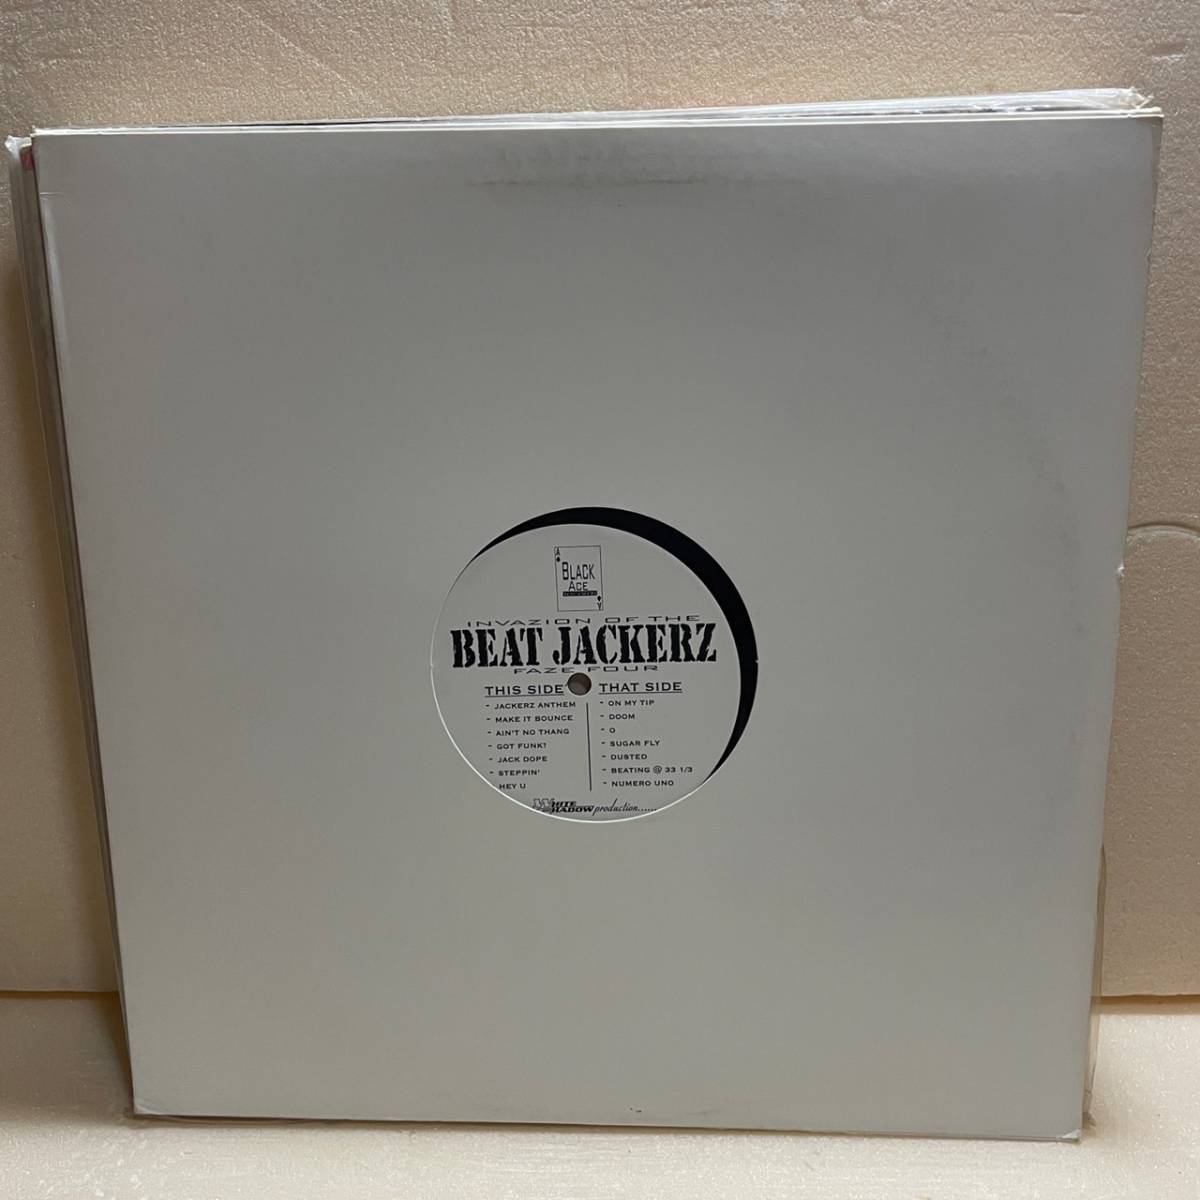 A
BLACK
ACE
A
INVAZION OF THE
BEAT JACKERZ
FAZE FOUR
THIS SIDE
- JACKERZ ANTHEM
- MAKE IT BOUNCE
- AIN'T NO THANG
- GOT FUNK?
- JACK DOPE
- STEPPIN'
HEY U
THAT SIDE
- ON MY TIP
- DOOM
- O
- SUGAR FLY
- DUSTED
- BEATING @ 33 1/3
- NUMERO UNO
WHITE
SHADOW production......